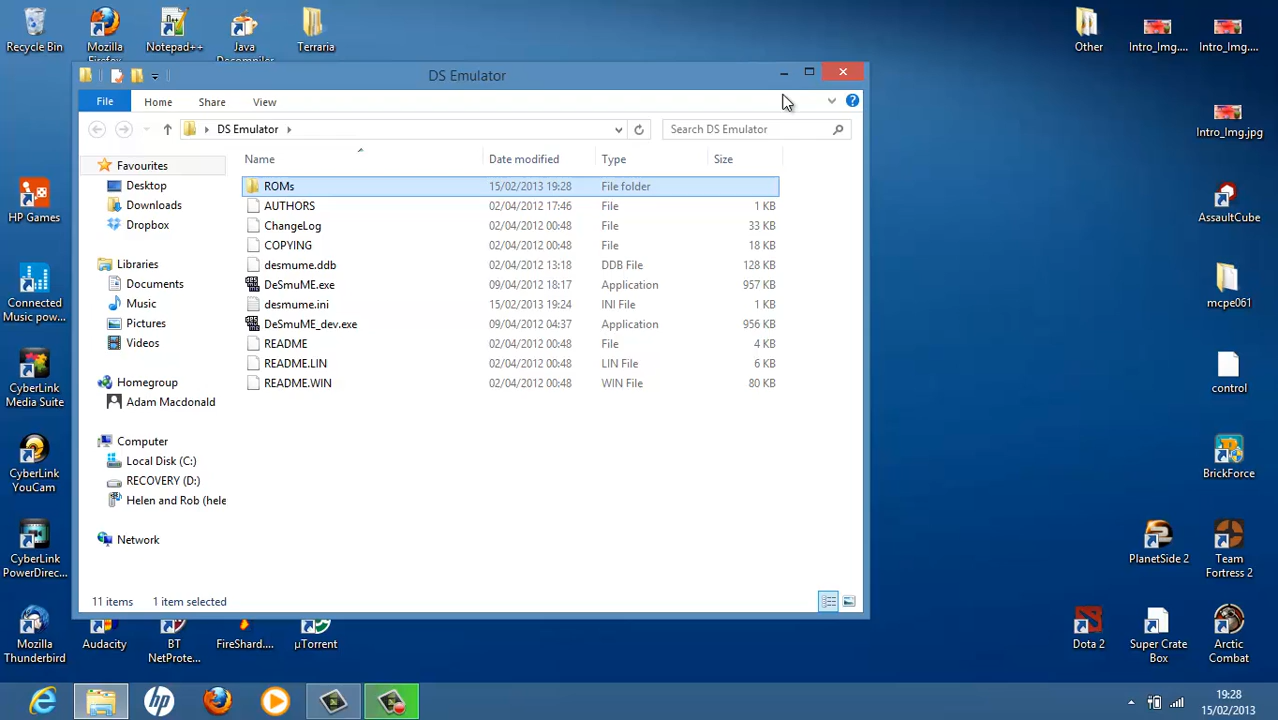 Recycle Bin
Mozilla
Firefox
Notepad++
Java
Decompiler
Terraria
Other
Intro_Img....
Intro_Img....
DS Emulator
File
Home
Share
View
DS Emulator
Search DS Emulator
Name
Date modified
Type
Size
Favourites
Desktop
Downloads
Dropbox
Libraries
Documents
Music
Pictures
Videos
Homegroup
Adam Macdonald
Computer
Local Disk (C:)
RECOVERY (D:)
Helen and Rob (hele
Network
ROMs 15/02/2013 19:28 File folder
AUTHORS 02/04/2012 17:46 File 1 KB
ChangeLog 02/04/2012 00:48 File 33 KB
COPYING 02/04/2012 00:48 File 18 KB
desmume.ddb 02/04/2012 13:18 DDB File 128 KB
DeSmuME.exe 09/04/2012 18:17 Application 957 KB
desmume.ini 15/02/2013 19:24 INI File 1 KB
DeSmuME_dev.exe 09/04/2012 04:37 Application 956 KB
README 02/04/2012 00:48 File 4 KB
README.LIN 02/04/2012 00:48 LIN File 6 KB
README.WIN 02/04/2012 00:48 WIN File 80 KB
11 items 1 item selected
HP Games
Connected
Music pow...
CyberLink
Media Suite
CyberLink
YouCam
CyberLink
PowerDirec...
Mozilla
Thunderbird
Audacity
BT
NetProte...
FireShard....
µTorrent
Intro_Img.jpg
AssaultCube
mcpe061
control
BrickForce
PlanetSide 2
Team
Fortress 2
Dota 2
Super Crate
Box
Arctic
Combat
hp
19:28
15/02/2013